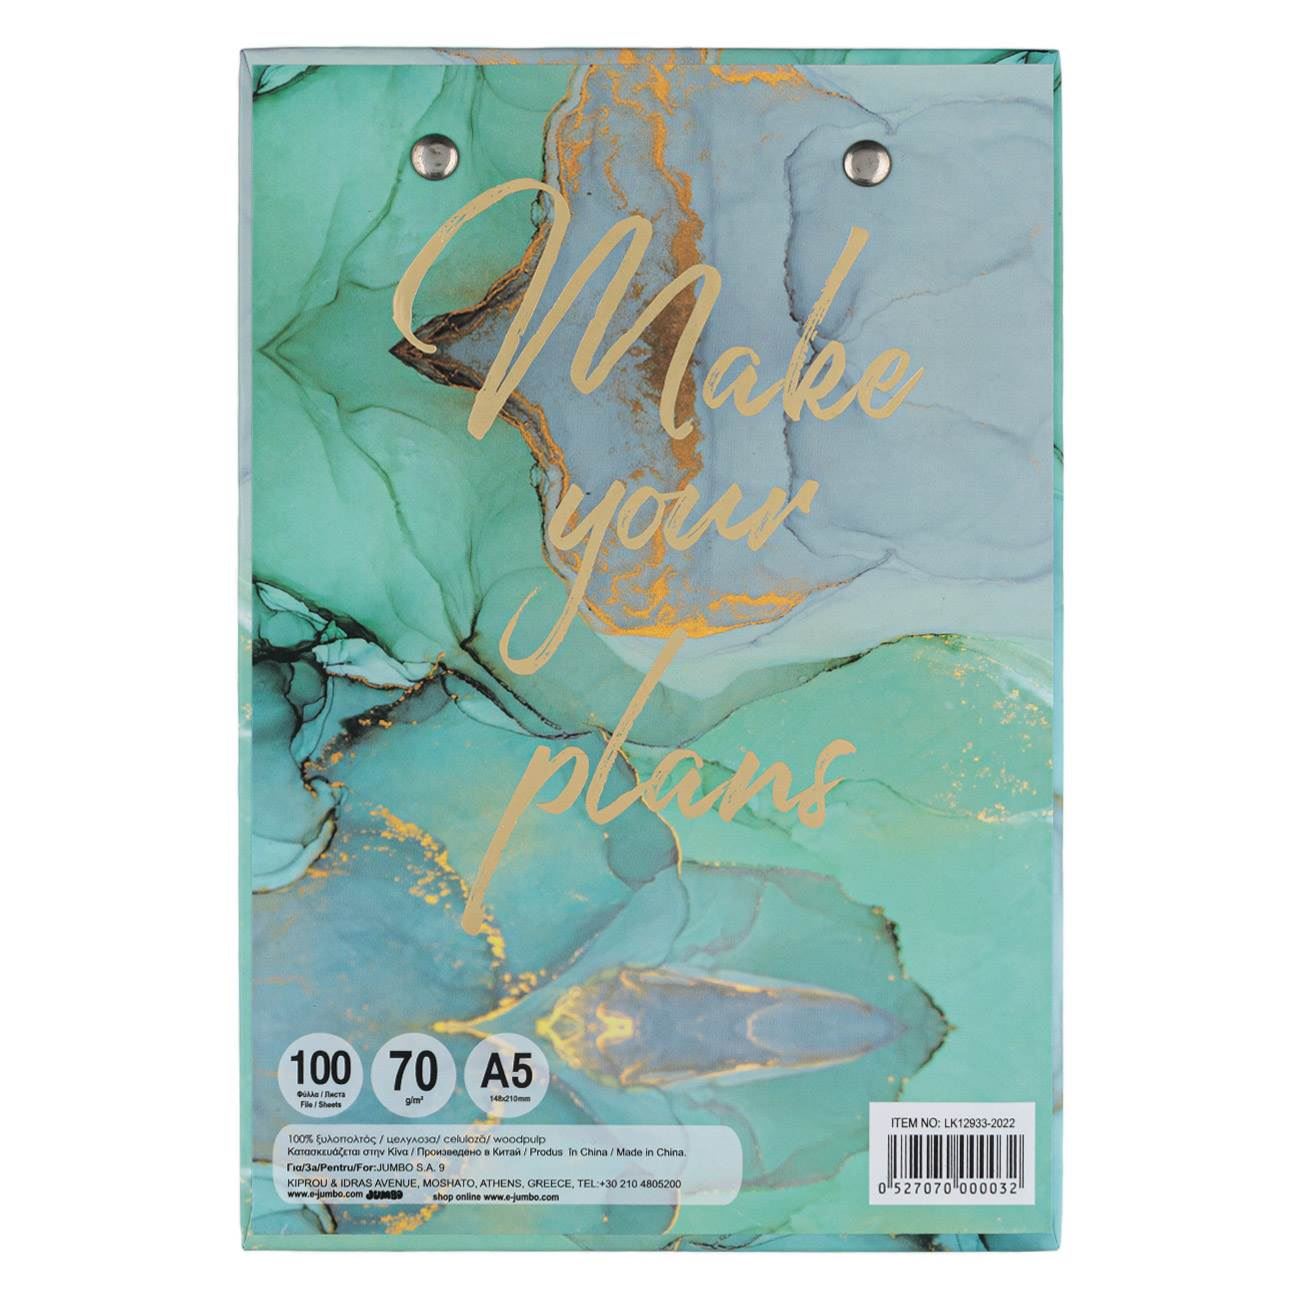 Make
your
plans
100
Φύλλα / Листа
File / Sheets
70
g/m²
A5
148x210mm
100% ξυλοπολτός / целулоза/ celuloză/ woodpulp
Κατασκευάζεται στην Κίνα / Произведено в Китай / Produs în China / Made in China.
Για/За/Pentru/For:JUMBO S.A. 9
KIPROU & IDRAS AVENUE, MOSHATO, ATHENS, GREECE, TEL:+30 210 4805200
www.e-jumbo.com JUMBO shop online www.e-jumbo.com
ITEM NO: LK12933-2022
0 527070 000032